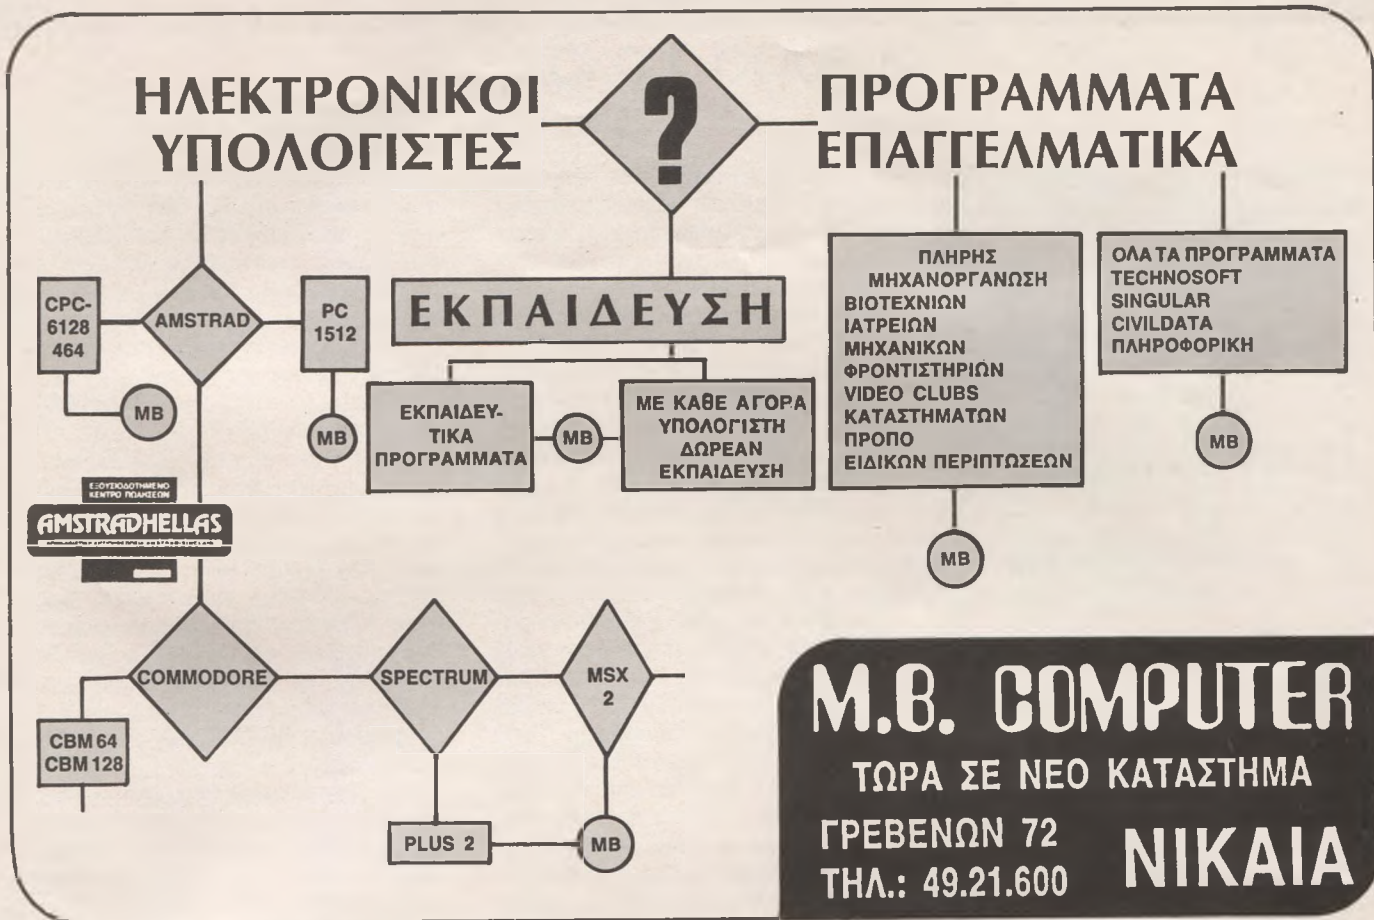 ΗΛΕΚΤΡΟΝΙΚΟΙ
ΥΠΟΛΟΓΙΣΤΕΣ
?
ΠΡΟΓΡΑΜΜΑΤΑ
ΕΠΑΓΓΕΛΜΑΤΙΚΑ
CPC-
6128
464
AMSTRAD
PC
1512
MB
MB
ΕΚΠΑΙΔΕΥΣΗ
ΕΚΠΑΙΔΕΥ-
ΤΙΚΑ
ΠΡΟΓΡΑΜΜΑΤΑ
MB
ΜΕ ΚΑΘΕ ΑΓΟΡΑ
ΥΠΟΛΟΓΙΣΤΗ
ΔΩΡΕΑΝ
ΕΚΠΑΙΔΕΥΣΗ
ΠΛΗΡΗΣ
ΜΗΧΑΝΟΡΓΑΝΩΣΗ
ΒΙΟΤΕΧΝΙΩΝ
ΙΑΤΡΕΙΩΝ
ΜΗΧΑΝΙΚΩΝ
ΦΡΟΝΤΙΣΤΗΡΙΩΝ
VIDEO CLUBS
ΚΑΤΑΣΤΗΜΑΤΩΝ
ΠΡΟΠΟ
ΕΙΔΙΚΩΝ ΠΕΡΙΠΤΩΣΕΩΝ
MB
ΟΛΑ ΤΑ ΠΡΟΓΡΑΜΜΑΤΑ
TECHNOSOFT
SINGULAR
CIVILDATA
ΠΛΗΡΟΦΟΡΙΚΗ
MB
ΕΞΟΥΣΙΟΔΟΤΗΜΕΝΟ
ΚΕΝΤΡΟ ΠΩΛΗΣΕΩΝ
AMSTRADHELLAS
COMMODORE
SPECTRUM
MSX
2
CBM 64
CBM 128
PLUS 2
MB
M.B. COMPUTER
ΤΩΡΑ ΣΕ ΝΕΟ ΚΑΤΑΣΤΗΜΑ
ΓΡΕΒΕΝΩΝ 72
ΤΗΛ.: 49.21.600
ΝΙΚΑΙΑ